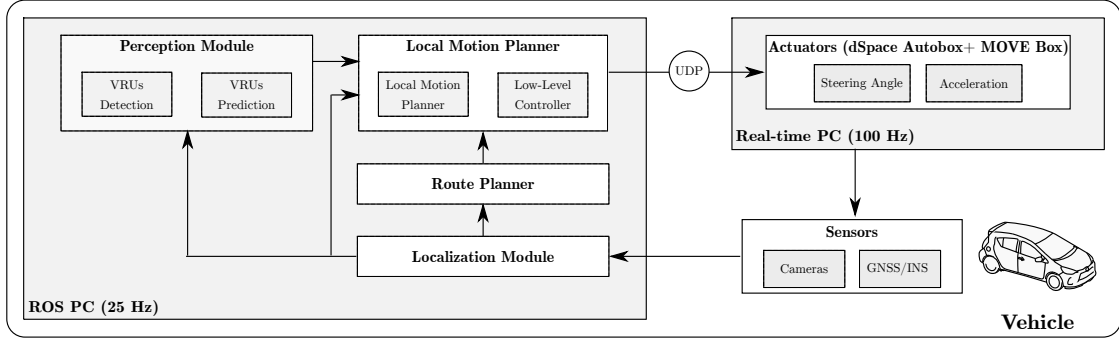 Perception Module
VRUs
Detection
VRUs
Prediction
Local Motion Planner
Local Motion
Planner
Low-Level
Controller
Route Planner
Localization Module
ROS PC (25 Hz)
UDP
Actuators (dSpace Autobox+ MOVE Box)
Steering Angle
Acceleration
Real-time PC (100 Hz)
Sensors
Cameras
GNSS/INS
Vehicle